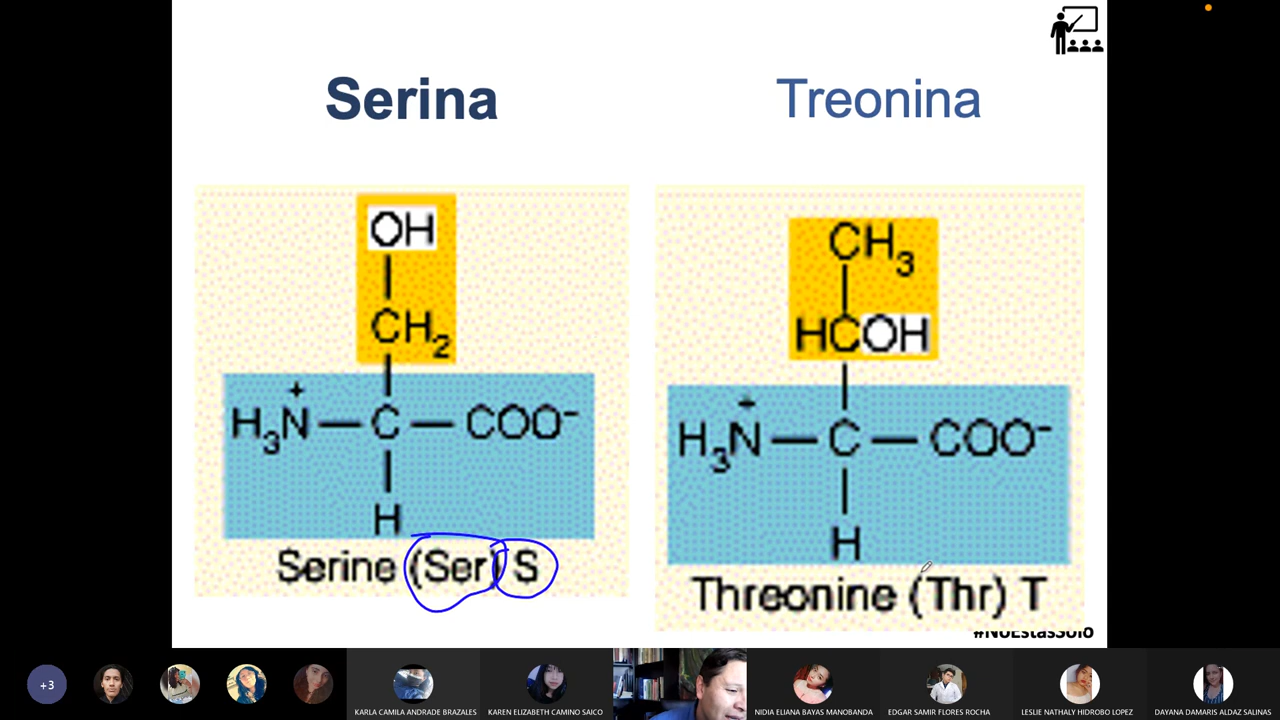 Serina
Treonina
OH
CH2
H3N+ — C — COO-
H
Serine (Ser) S
CH3
HCOH
H3N+ — C — COO-
H
Threonine (Thr) T
#NoEstásSolo
+3
KARLA CAMILA ANDRADE BRAZALES
KAREN ELIZABETH CAMINO SAICO
NIDIA ELIANA BAYAS MANOBANDA
EDGAR SAMIR FLORES ROCHA
LESLIE NATHALY HIDROBO LOPEZ
DAYANA DAMARIS ALDAZ SALINAS